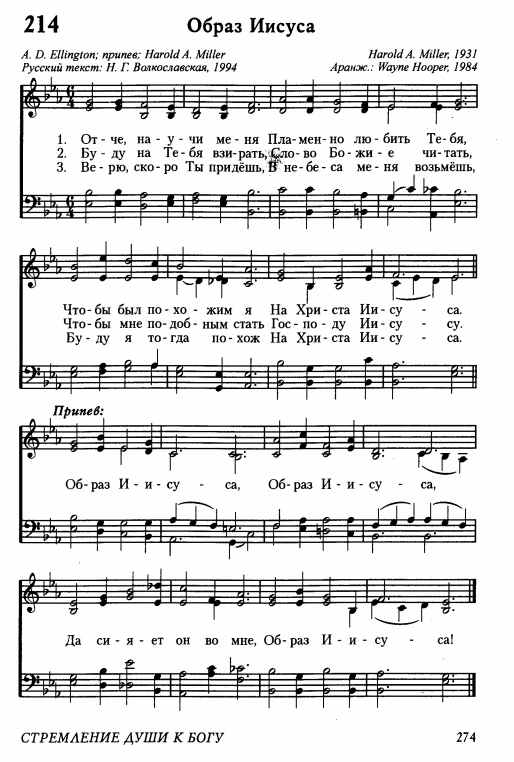 214
Образ Иисуса
A. D. Ellington; припев: Harold A. Miller
Harold A. Miller, 1931
Русский текст: Н. Г. Волкославская, 1994
Аранж.: Wayne Hooper, 1984
1. От - че, на - у - чи ме - ня Пла - мен - но лю - бить Те - бя,
2. Бу - ду на Те - бя взи - рать, Сло - во Бо - жи - е чи - тать,
3. Ве - рю, ско - ро Ты придёшь, В не - бе - са ме - ня возьмёшь,
Что - бы был по - хо - жим я На Хри - ста Ии - су - са.
Что - бы мне по - доб - ным стать Гос - по - ду Ии - су - су.
Бу - ду я то - гда по - хож На Хри - ста Ии - су - са.
Припев:
Об - раз И - и - су - са, Об - раз И - и - су - са,
Да си - я - ет он во мне, Об - раз И - и - су - са!
СТРЕМЛЕНИЕ ДУШИ К БОГУ
274